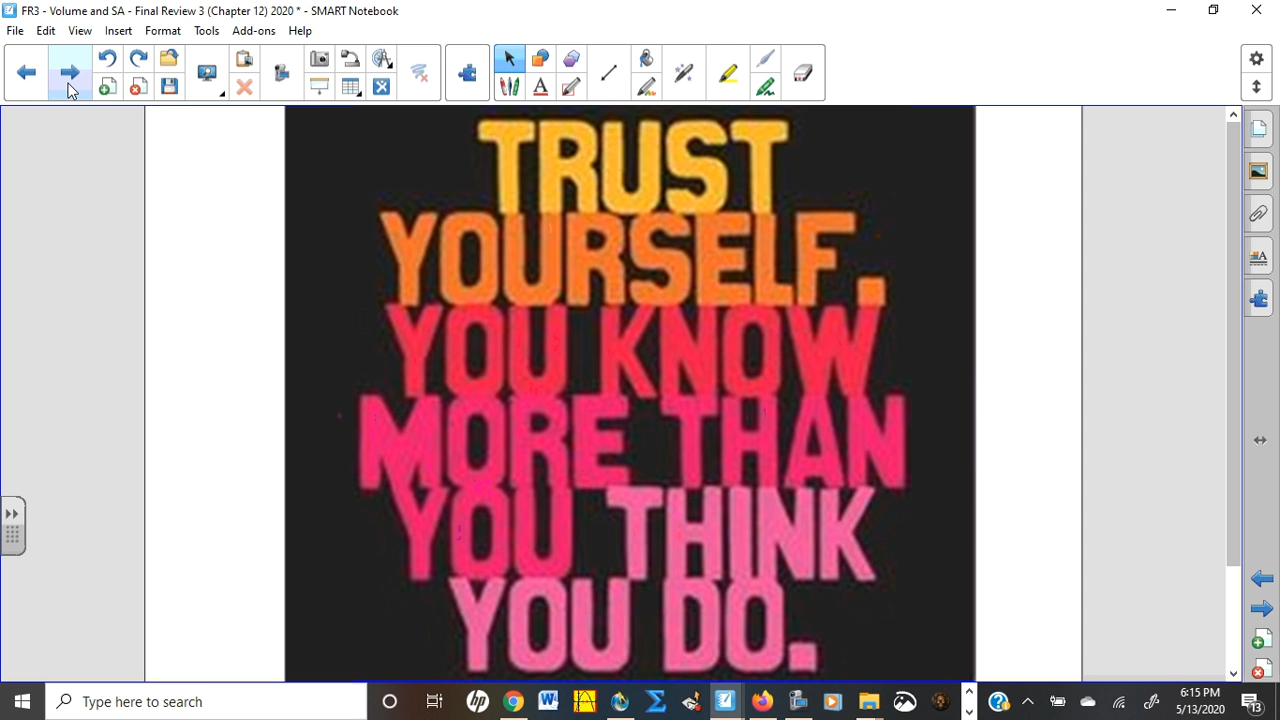 FR3 - Volume and SA - Final Review 3 (Chapter 12) 2020 * - SMART Notebook
File Edit View Insert Format Tools Add-ons Help
TRUST
YOURSELF.
YOU KNOW
MORE THAN
YOU THINK
YOU DO.
Type here to search
6:15 PM
5/13/2020
13